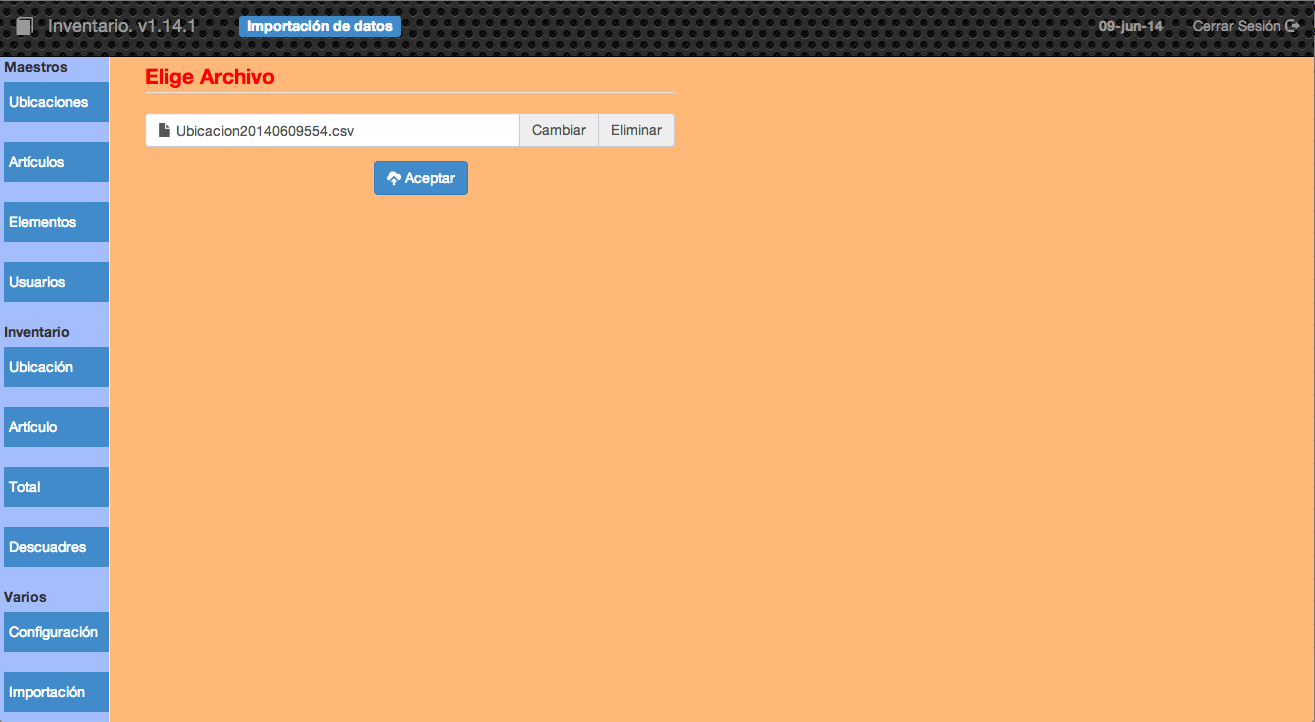 Inventario. v1.14.1 Importación de datos 09-jun-14 Cerrar Sesión
Maestros
Ubicaciones
Artículos
Elementos
Usuarios
Inventario
Ubicación
Artículo
Total
Descuadres
Varios
Configuración
Importación
Elige Archivo
Ubicacion20140609554.csv Cambiar Eliminar
Aceptar